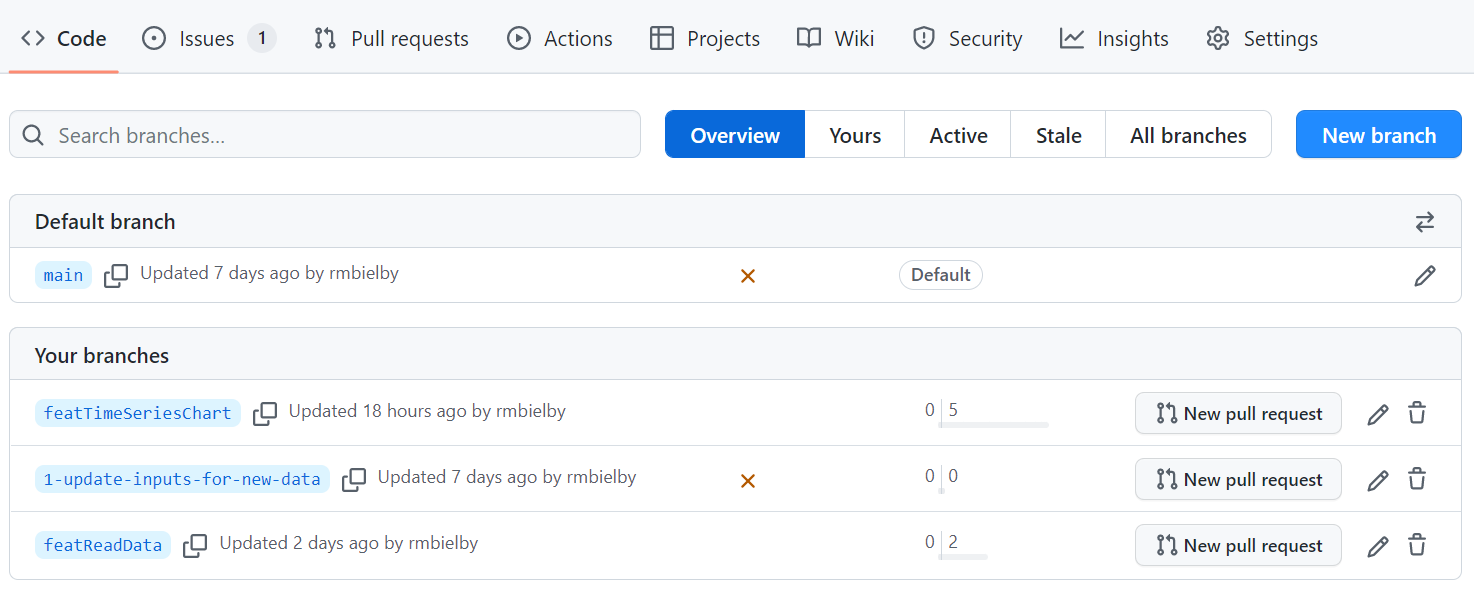 Code Issues 1 Pull requests Actions Projects Wiki Security Insights Settings
Search branches... Overview Yours Active Stale All branches New branch
Default branch
main Updated 7 days ago by rmbielby Default
Your branches
featTimeSeriesChart Updated 18 hours ago by rmbielby 0 5 New pull request
1-update-inputs-for-new-data Updated 7 days ago by rmbielby 0 0 New pull request
featReadData Updated 2 days ago by rmbielby 0 2 New pull request